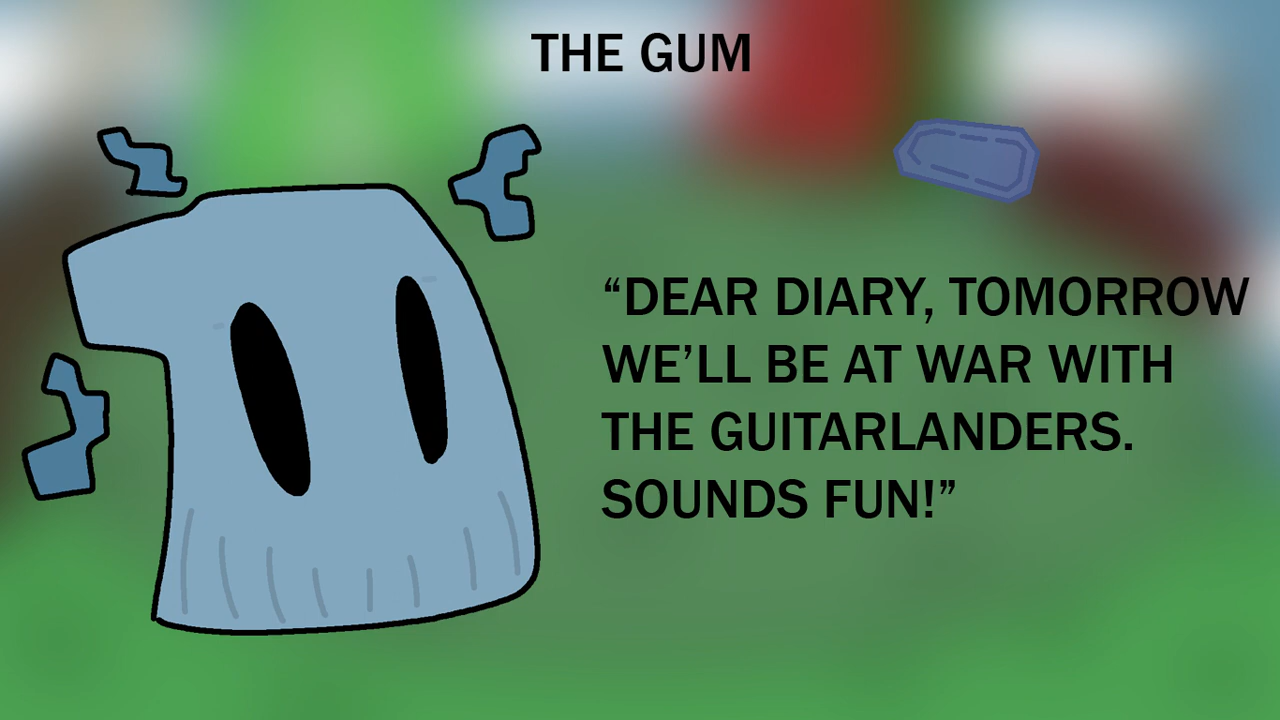 THE GUM
“DEAR DIARY, TOMORROW
WE’LL BE AT WAR WITH
THE GUITARLANDERS.
SOUNDS FUN!”